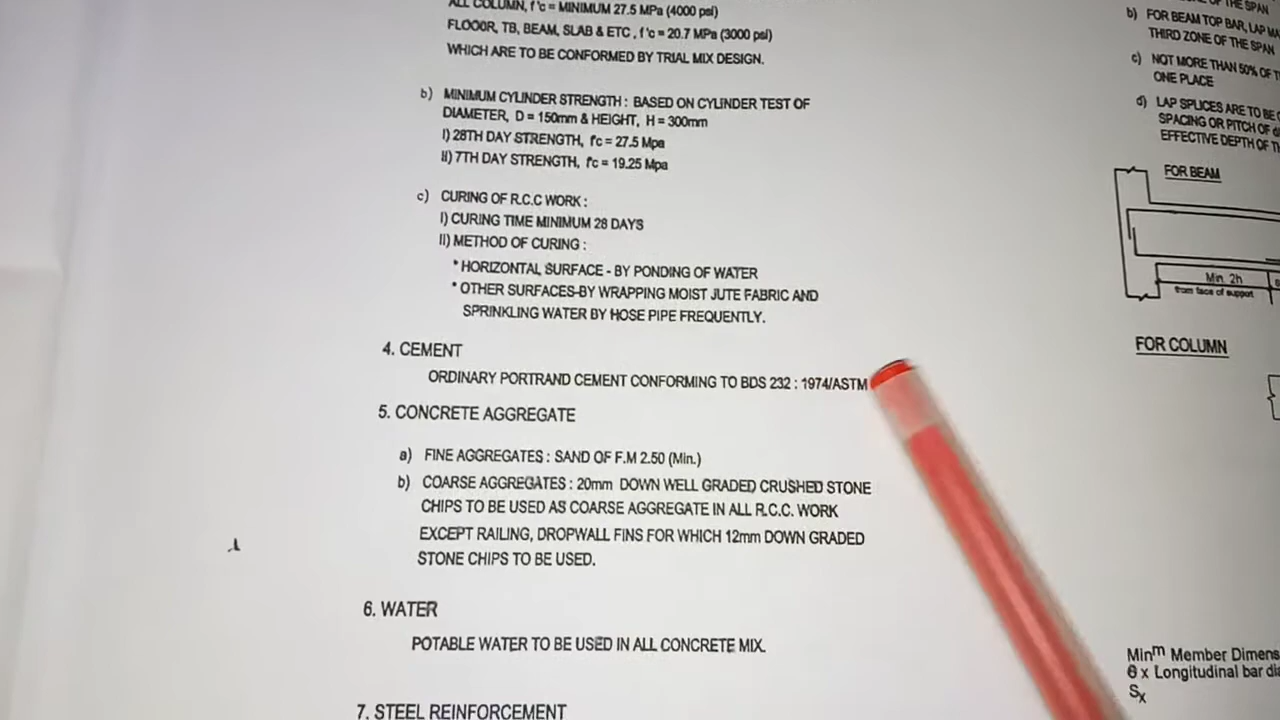 ALL COLUMN, f'c = MINIMUM 27.5 MPa (4000 psi)
FLOOOR, TB, BEAM, SLAB & ETC , f 'c = 20.7 MPa (3000 psi)
WHICH ARE TO BE CONFORMED BY TRIAL MIX DESIGN.
b) MINIMUM CYLINDER STRENGTH : BASED ON CYLINDER TEST OF
DIAMETER, D = 150mm & HEIGHT, H = 300mm
I) 28TH DAY STRENGTH, f'c = 27.5 Mpa
II) 7TH DAY STRENGTH, f'c = 19.25 Mpa
c) CURING OF R.C.C WORK :
I) CURING TIME MINIMUM 28 DAYS
II) METHOD OF CURING :
* HORIZONTAL SURFACE - BY PONDING OF WATER
* OTHER SURFACES-BY WRAPPING MOIST JUTE FABRIC AND
SPRINKLING WATER BY HOSE PIPE FREQUENTLY.
4. CEMENT
ORDINARY PORTRAND CEMENT CONFORMING TO BDS 232 : 1974/ASTM
5. CONCRETE AGGREGATE
a) FINE AGGREGATES : SAND OF F.M 2.50 (Min.)
b) COARSE AGGREGATES : 20mm DOWN WELL GRADED CRUSHED STONE
CHIPS TO BE USED AS COARSE AGGREGATE IN ALL R.C.C. WORK
EXCEPT RAILING, DROPWALL FINS FOR WHICH 12mm DOWN GRADED
STONE CHIPS TO BE USED.
6. WATER
POTABLE WATER TO BE USED IN ALL CONCRETE MIX.
7. STEEL REINFORCEMENT
OF THE SPAN
b) FOR BEAM TOP BAR, LAP
THIRD ZONE OF THE SPAN
c) NOT MORE THAN 50% OF
ONE PLACE
d) LAP SPLICES ARE TO BE
SPACING OR PITCH OF
EFFECTIVE DEPTH OF
FOR BEAM
Min. 2h
from face of support
FOR COLUMN
Minm Member Dimens
x Longitudinal bar
Sx